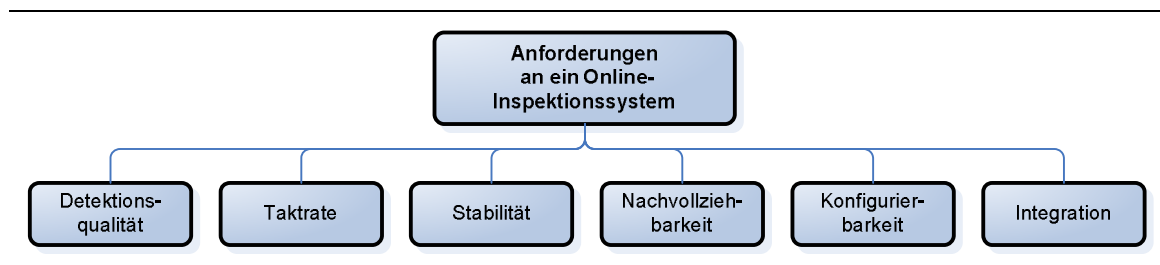 Anforderungen
an ein Online-
Inspektionssystem
Detektions-
qualität
Taktrate
Stabilität
Nachvollzieh-
barkeit
Konfigurier-
barkeit
Integration